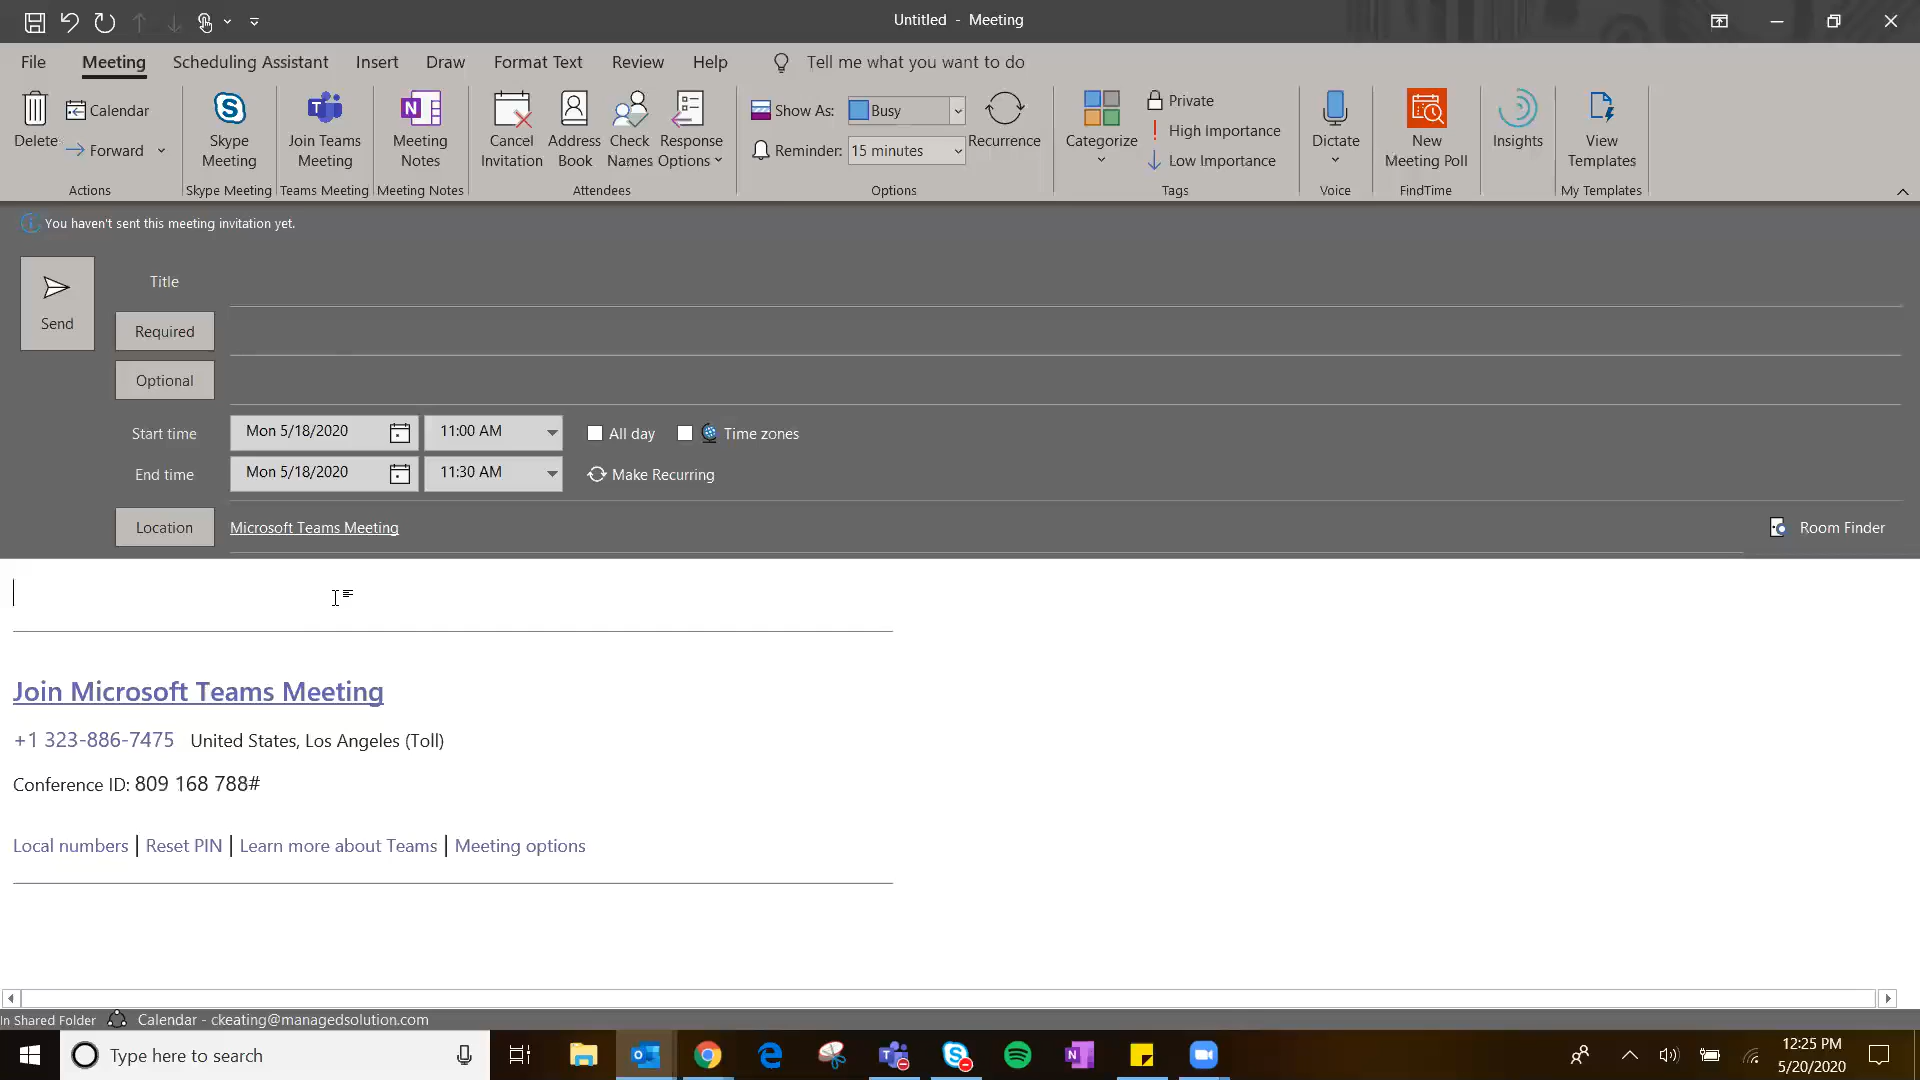 Untitled - Meeting
File Meeting Scheduling Assistant Insert Draw Format Text Review Help Tell me what you want to do
Delete Calendar Forward
Actions
Skype Meeting
Skype Meeting
Join Teams Meeting
Teams Meeting
Meeting Notes
Meeting Notes
Cancel Invitation
Address Book
Check Names
Response Options
Attendees
Show As: Busy
Reminder: 15 minutes
Recurrence
Options
Categorize
Private
High Importance
Low Importance
Tags
Dictate
Voice
New Meeting Poll
FindTime
Insights
View Templates
My Templates
You haven't sent this meeting invitation yet.
Send
Title
Required
Optional
Start time Mon 5/18/2020 11:00 AM All day Time zones
End time Mon 5/18/2020 11:30 AM Make Recurring
Location Microsoft Teams Meeting Room Finder
Join Microsoft Teams Meeting
+1 323-886-7475 United States, Los Angeles (Toll)
Conference ID: 809 168 788#
Local numbers | Reset PIN | Learn more about Teams | Meeting options
In Shared Folder Calendar - ckeating@managedsolution.com
Type here to search
12:25 PM
5/20/2020